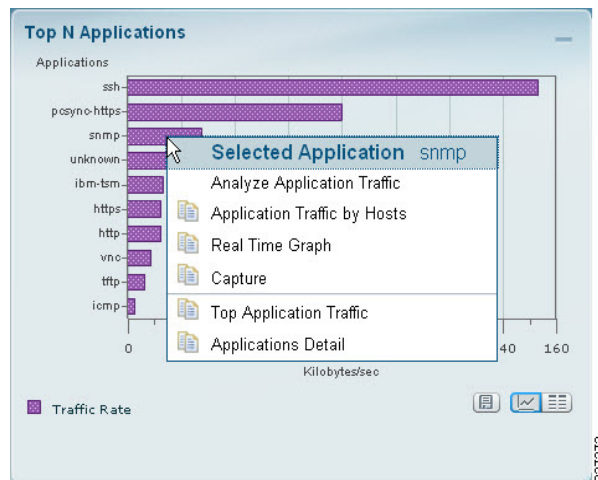 Top N Applications
Applications
ssh
pcsync-https
snmp
Selected Application snmp
unknown
Analyze Application Traffic
ibm-tsm
https
Application Traffic by Hosts
http
Real Time Graph
vnc
Capture
tftp
icmp
Top Application Traffic
Applications Detail
0 40 160
Kilobytes/sec
Traffic Rate